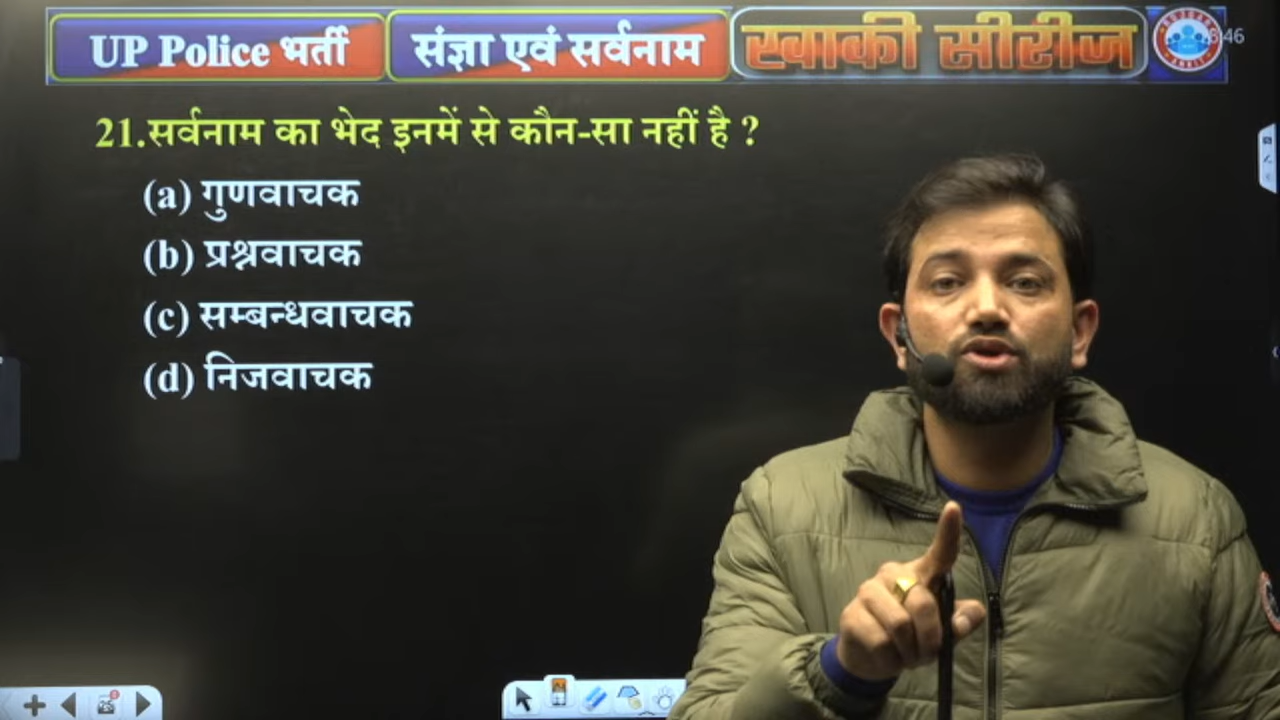 UP Police भर्ती
संज्ञा एवं सर्वनाम
खाकी सीरीज
21.सर्वनाम का भेद इनमें से कौन-सा नहीं है ?
(a) गुणवाचक
(b) प्रश्नवाचक
(c) सम्बन्धवाचक
(d) निजवाचक